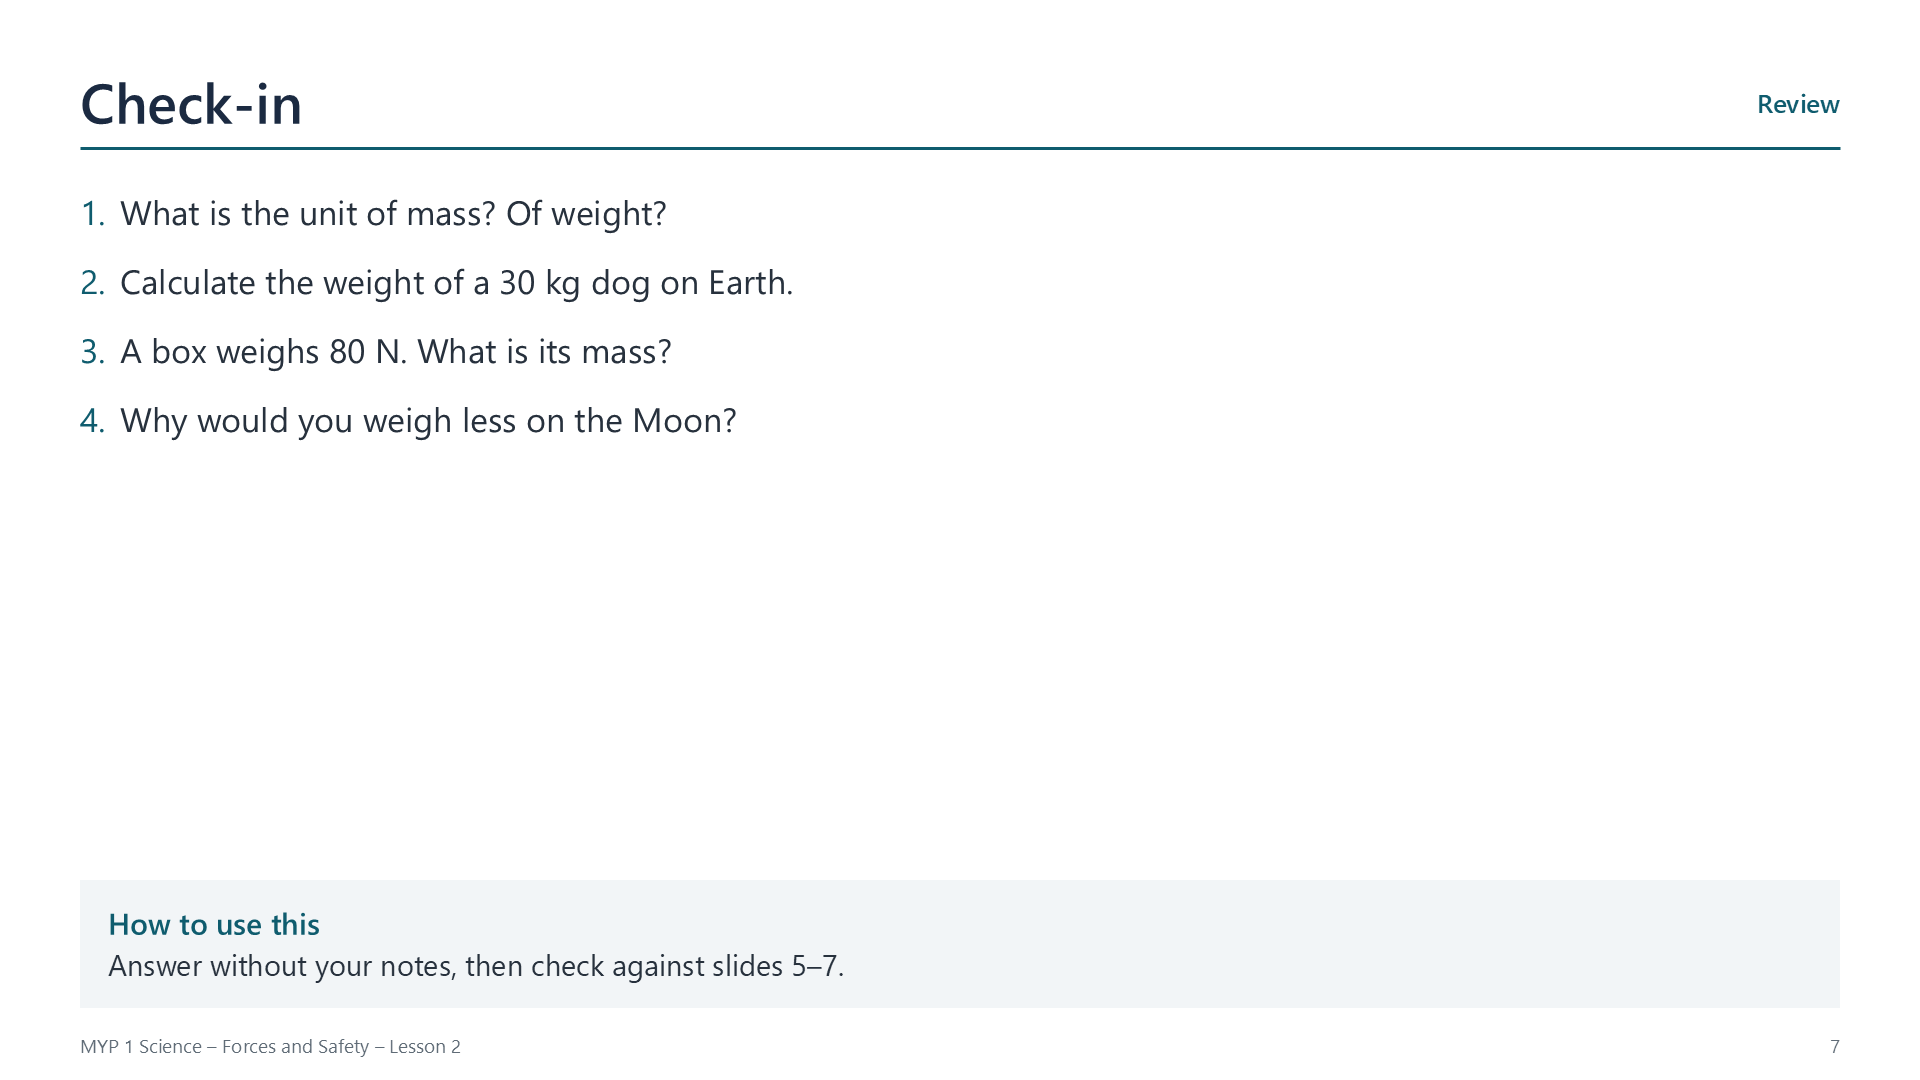 Check-in
Review
1. What is the unit of mass? Of weight?
2. Calculate the weight of a 30 kg dog on Earth.
3. A box weighs 80 N. What is its mass?
4. Why would you weigh less on the Moon?
How to use this
Answer without your notes, then check against slides 5–7.
MYP 1 Science – Forces and Safety – Lesson 2
7